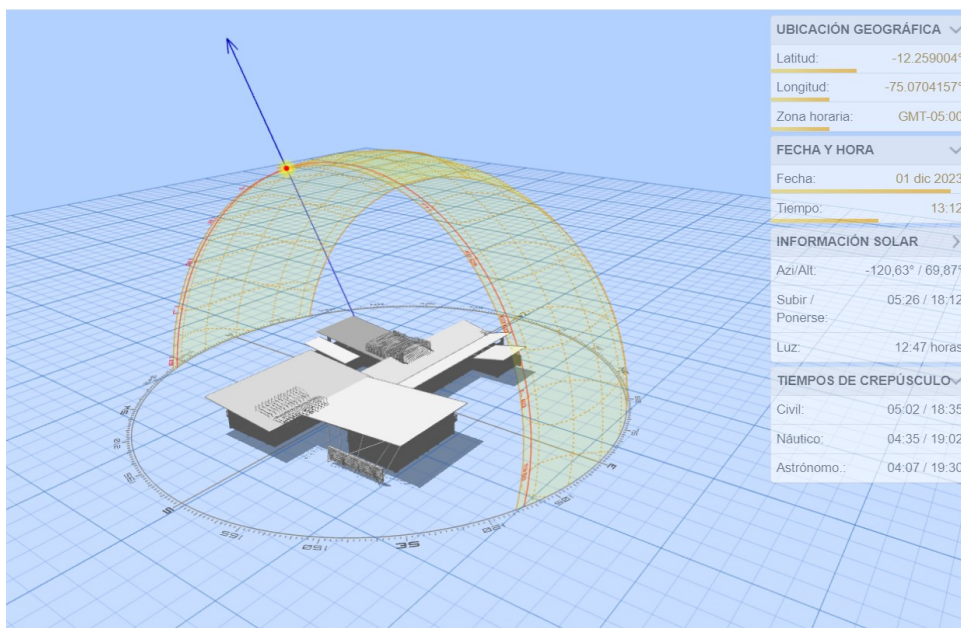 UBICACIÓN GEOGRÁFICA
Latitud: -12.259004°
Longitud: -75.0704157°
Zona horaria: GMT-05:00
FECHA Y HORA
Fecha: 01 dic 2023
Tiempo: 13:12
INFORMACIÓN SOLAR
Azi/Alt: -120,63° / 69,87°
Subir / 05:26 / 18:12
Ponerse:
Luz: 12:47 horas
TIEMPOS DE CREPÚSCULO
Civil: 05:02 / 18:35
Náutico: 04:35 / 19:02
Astrónomo.: 04:07 / 19:30
SE
150